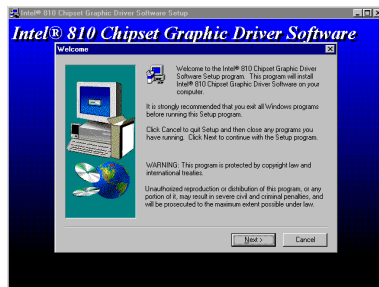 Intel® 810 Chipset Graphic Driver Software Setup
Intel® 810 Chipset Graphic Driver Software
Welcome
Welcome to the Intel® 810 Chipset Graphic Driver
Software Setup program. This program will install
Intel® 810 Chipset Graphic Driver Software on your
computer.
It is strongly recommended that you exit all Windows programs
before running this Setup program.
Click Cancel to quit Setup and then close any programs you
have running. Click Next to continue with the Setup program.
WARNING: This program is protected by copyright law and
international treaties.
Unauthorized reproduction or distribution of this program, or any
portion of it, may result in severe civil and criminal penalties, and
will be prosecuted to the maximum extent possible under law.
Next >
Cancel